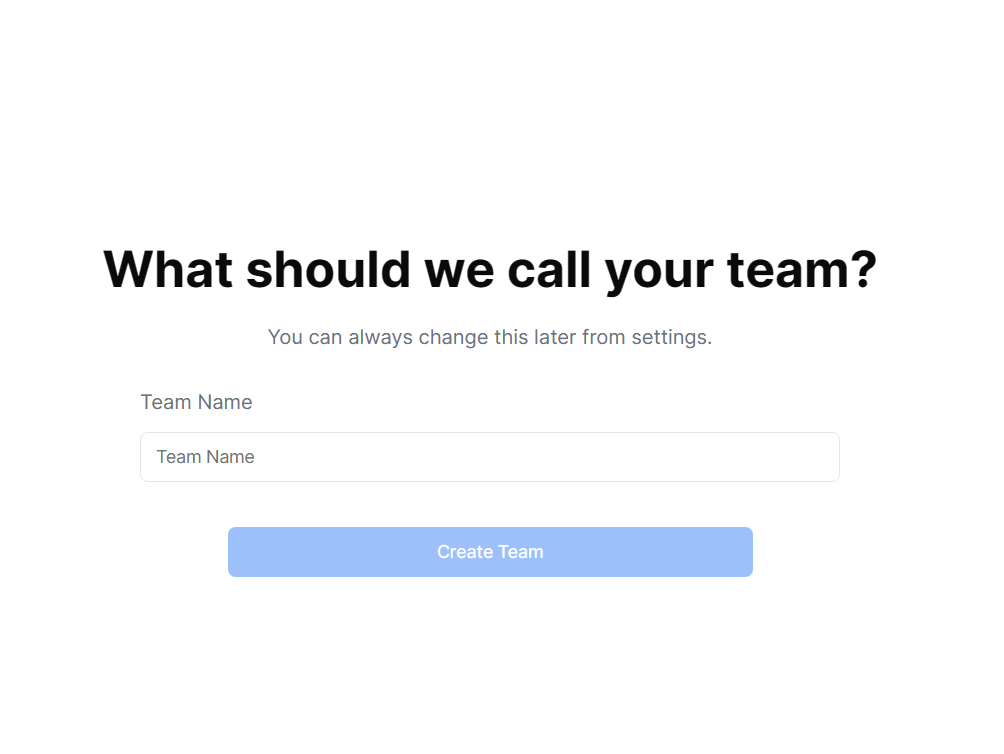 What should we call your team?
You can always change this later from settings.
Team Name
Team Name
Create Team